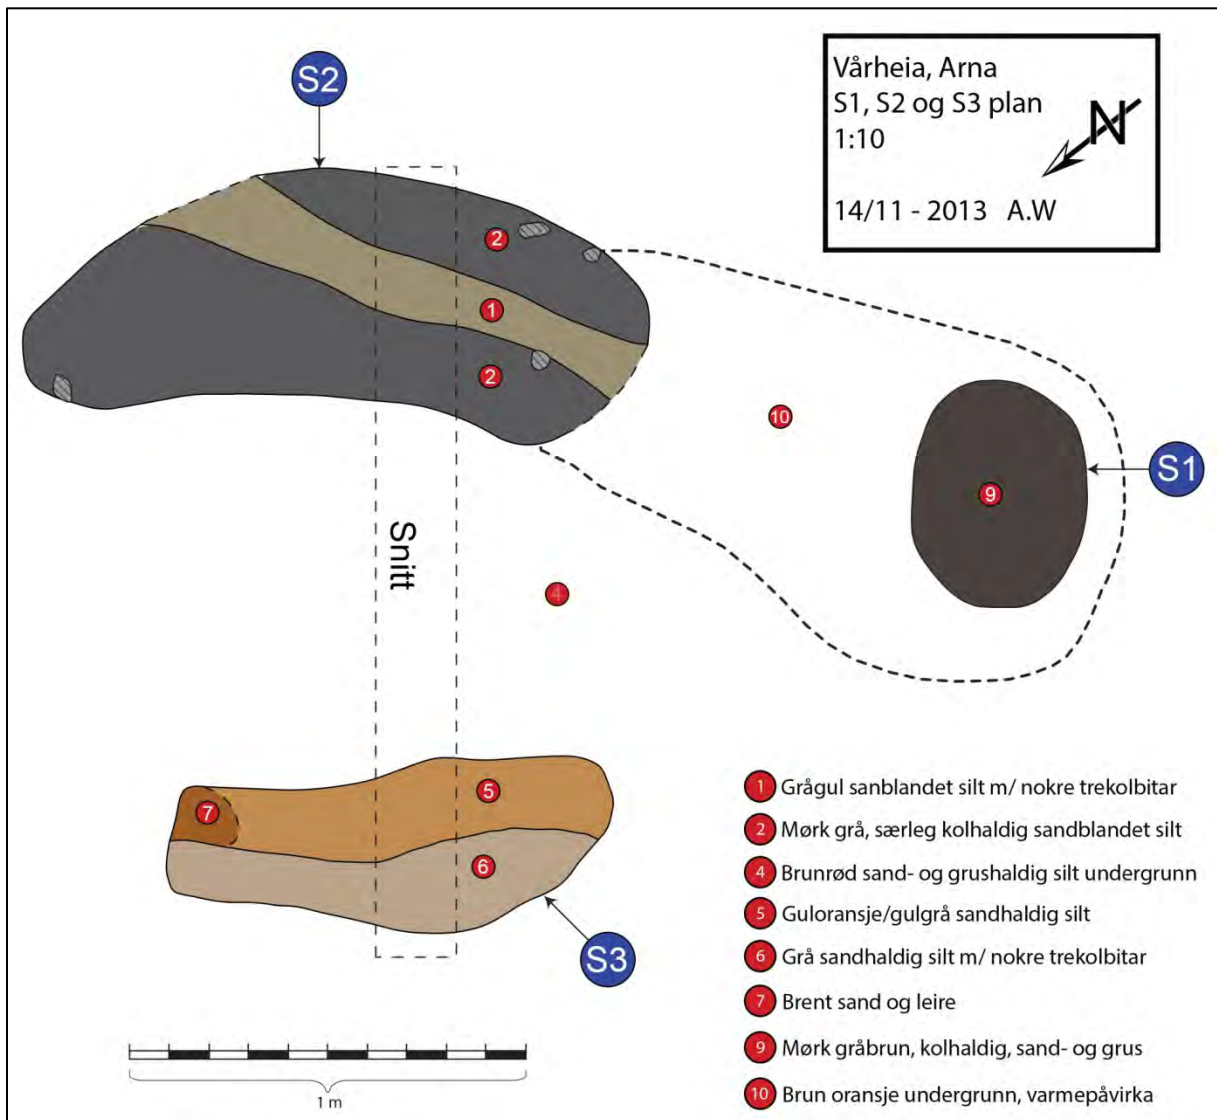 S2
Vårheia, Arna
S1, S2 og S3 plan
1:10
N
14/11 - 2013 A.W
2
1
2
10
S1
9
Snitt
4
5
7
6
S3
1 Grågul sanblandet silt m/ nokre trekolbitar
2 Mørk grå, særleg kolhaldig sandblandet silt
4 Brunrød sand- og grushaldig silt undergrunn
5 Guloransje/gulgrå sandhaldig silt
6 Grå sandhaldig silt m/ nokre trekolbitar
7 Brent sand og leire
9 Mørk gråbrun, kolhaldig, sand- og grus
10 Brun oransje undergrunn, varmepåvirka
1 m